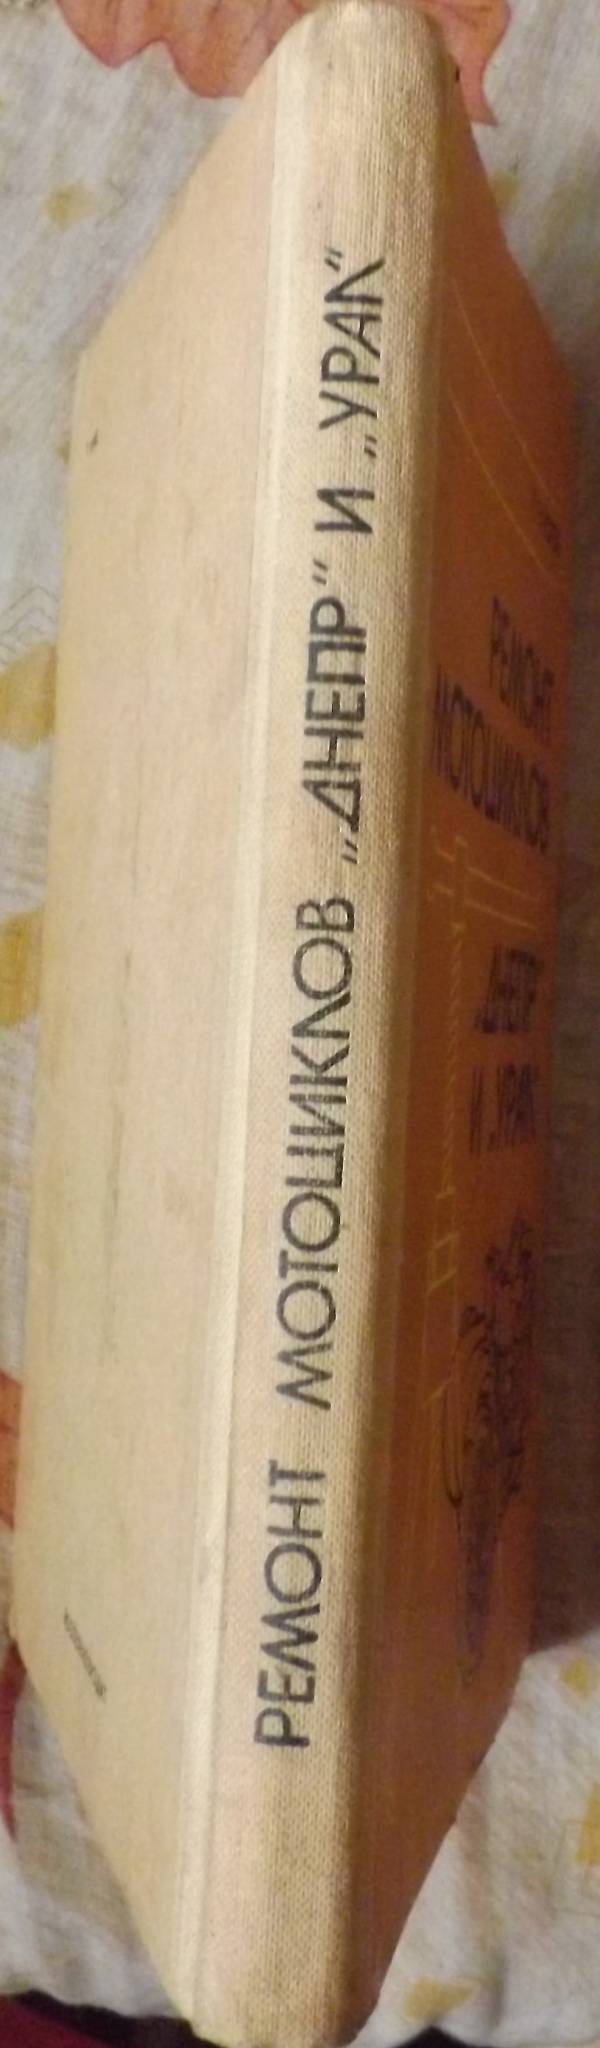 РЕМОНТ МОТОЦИКЛОВ „ДНЕПР“ И „УРАЛ“
РЕМОНТ
МОТОЦИКЛОВ
„ДНЕПР“
И „УРАЛ“